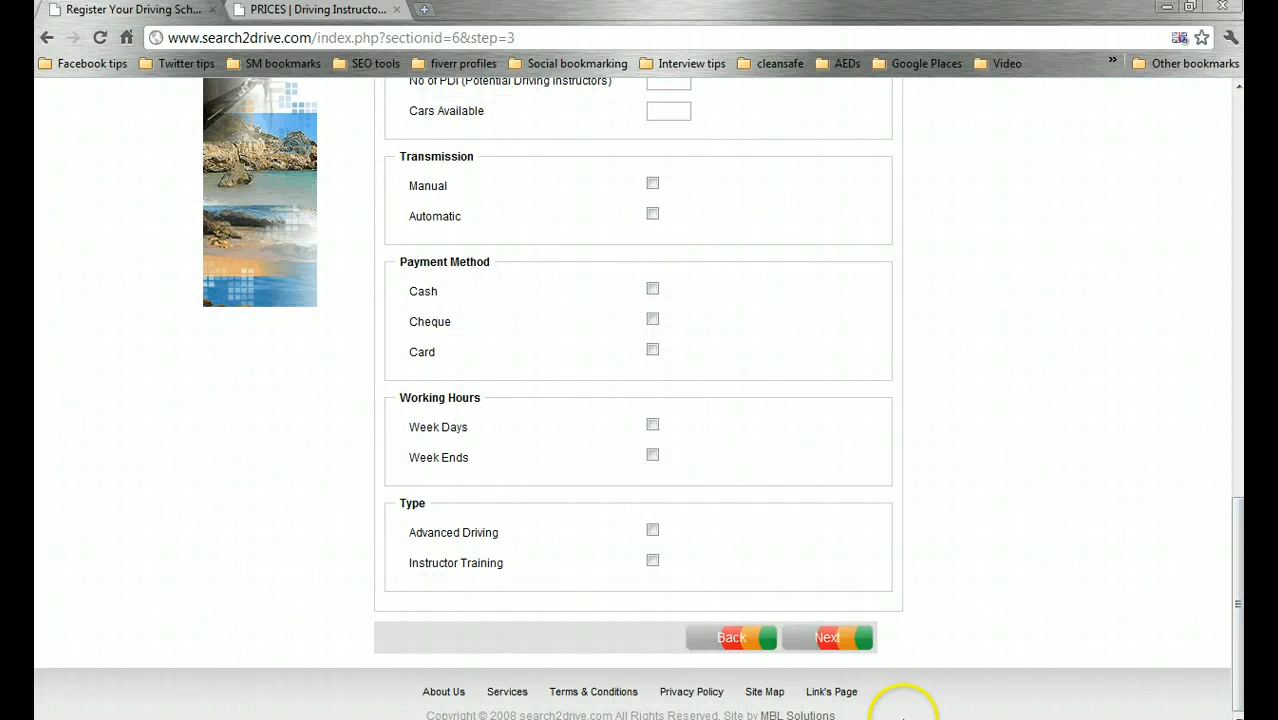 Register Your Driving Sch... PRICES | Driving Instructo...
www.search2drive.com/index.php?sectionid=6&step=3
Facebook tips Twitter tips SM bookmarks SEO tools fiverr profiles Social bookmarking Interview tips cleansafe AEDs Google Places Video » Other bookmarks
No of PDI (Potential Driving Instructors)
Cars Available
Transmission
Manual
Automatic
Payment Method
Cash
Cheque
Card
Working Hours
Week Days
Week Ends
Type
Advanced Driving
Instructor Training
Back Next
About Us Services Terms & Conditions Privacy Policy Site Map Link's Page
Copyright © 2008 search2drive.com All Rights Reserved. Site by MBL Solutions